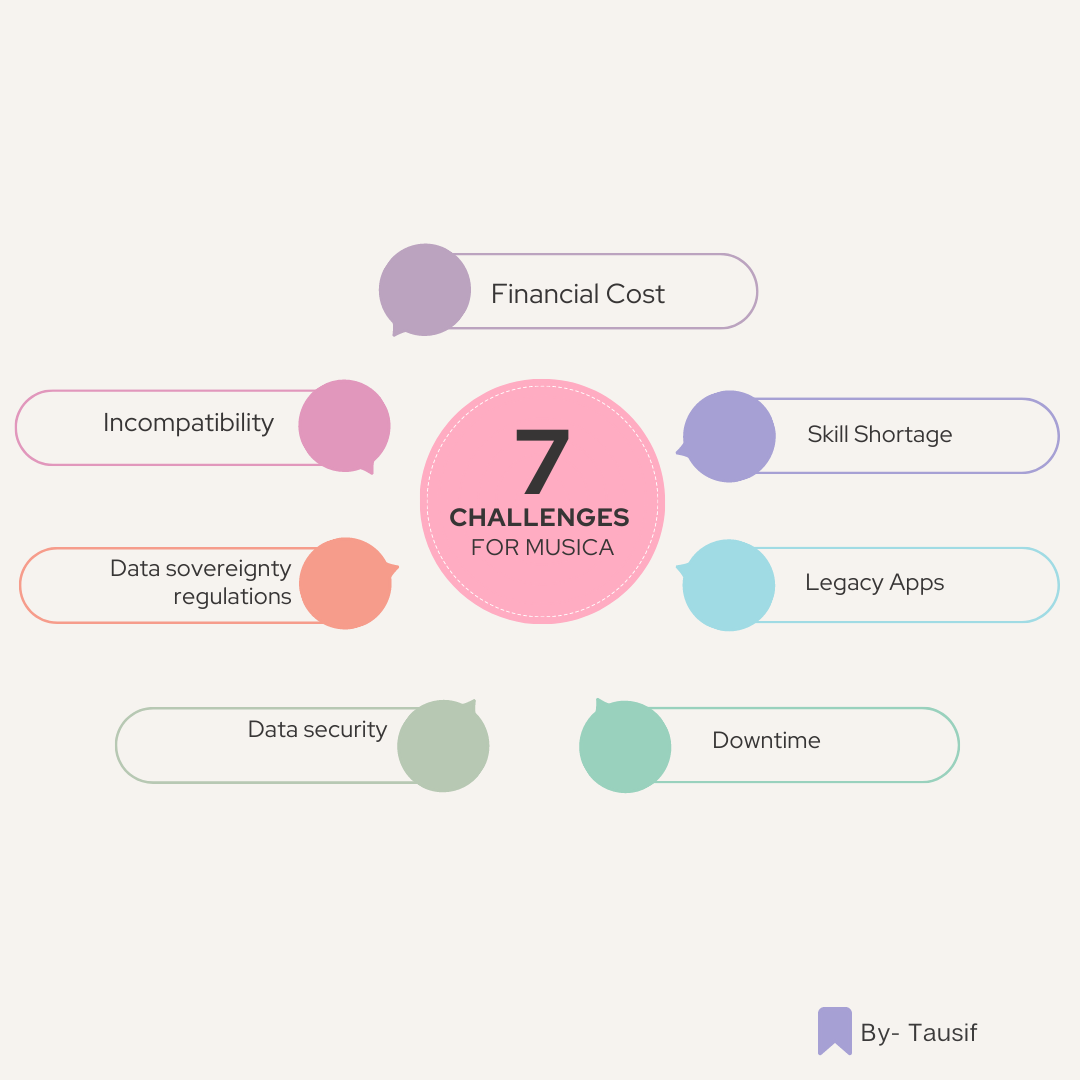 Financial Cost
Incompatibility
Skill Shortage
7
CHALLENGES
FOR MUSICA
Data sovereignty
regulations
Legacy Apps
Data security
Downtime
By- Tausif